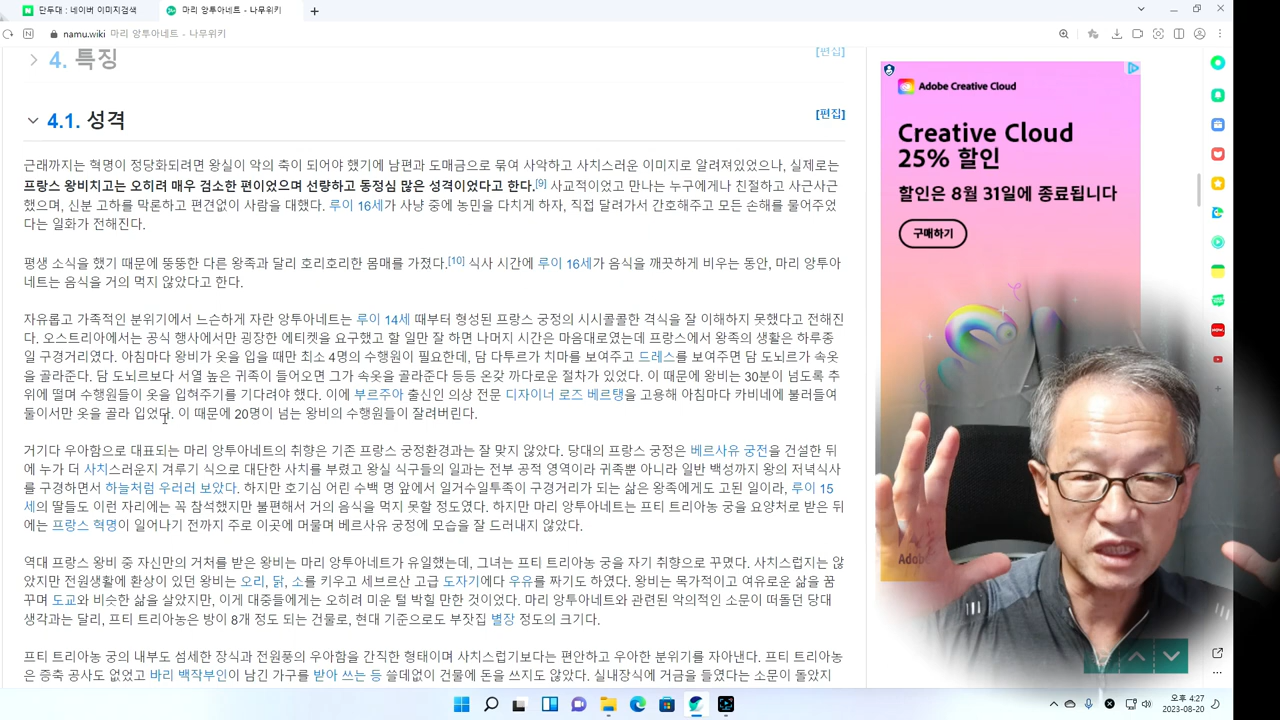 단두대 : 네이버 이미지검색
마리 앙투아네트 - 나무위키
namu.wiki 마리 앙투아네트 - 나무위키
4. 특징
[편집]
4.1. 성격
[편집]
근래까지는 혁명이 정당화되려면 왕실이 악의 축이 되어야 했기에 남편과 도매금으로 묶여 사악하고 사치스러운 이미지로 알려져있었으나, 실제로는
프랑스 왕비치고는 오히려 매우 검소한 편이었으며 선량하고 동정심 많은 성격이었다고 한다.[9] 사교적이었고 만나는 누구에게나 친절하고 사근사근
했으며, 신분 고하를 막론하고 편견없이 사람을 대했다. 루이 16세가 사냥 중에 농민을 다치게 하자, 직접 달려가서 간호해주고 모든 손해를 물어주었
다는 일화가 전해진다.
평생 소식을 했기 때문에 뚱뚱한 다른 왕족과 달리 호리호리한 몸매를 가졌다.[10] 식사 시간에 루이 16세가 음식을 깨끗하게 비우는 동안, 마리 앙투아
네트는 음식을 거의 먹지 않았다고 한다.
자유롭고 가족적인 분위기에서 느슨하게 자란 앙투아네트는 루이 14세 때부터 형성된 프랑스 궁정의 시시콜콜한 격식을 잘 이해하지 못했다고 전해진
다. 오스트리아에서는 공식 행사에서만 굉장한 에티켓을 요구했고 할 일만 잘 하면 나머지 시간은 마음대로였는데 프랑스에서 왕족의 생활은 하루종
일 구경거리였다. 아침마다 왕비가 옷을 입을 때만 최소 4명의 수행원이 필요한데, 담 다투르가 치마를 보여주고 드레스를 보여주면 담 도뇌르가 속옷
을 골라준다. 담 도뇌르보다 서열 높은 귀족이 들어오면 그가 속옷을 골라준다 등등 온갖 까다로운 절차가 있었다. 이 때문에 왕비는 30분이 넘도록 추
위에 떨며 수행원들이 옷을 입혀주기를 기다려야 했다. 이에 부르주아 출신인 의상 전문 디자이너 로즈 베르탱을 고용해 아침마다 카비네에 불러들여
둘이서만 옷을 골라 입었다. 이 때문에 20명이 넘는 왕비의 수행원들이 잘려버린다.
거기다 우아함으로 대표되는 마리 앙투아네트의 취향은 기존 프랑스 궁정환경과는 잘 맞지 않았다. 당대의 프랑스 궁정은 베르사유 궁전을 건설한 뒤
에 누가 더 사치스러운지 겨루기 식으로 대단한 사치를 부렸고 왕실 식구들의 일과는 전부 공적 영역이라 귀족뿐 아니라 일반 백성까지 왕의 저녁식사
를 구경하면서 하늘처럼 우러러 보았다. 하지만 호기심 어린 수백 명 앞에서 일거수일투족이 구경거리가 되는 삶은 왕족에게도 고된 일이라, 루이 15
세의 딸들도 이런 자리에는 꼭 참석했지만 불편해서 거의 음식을 먹지 못할 정도였다. 하지만 마리 앙투아네트는 프티 트리아농 궁을 요양처로 받은 뒤
에는 프랑스 혁명이 일어나기 전까지 주로 이곳에 머물며 베르사유 궁정에 모습을 잘 드러내지 않았다.
역대 프랑스 왕비 중 자신만의 거처를 받은 왕비는 마리 앙투아네트가 유일했는데, 그녀는 프티 트리아농 궁을 자기 취향으로 꾸몄다. 사치스럽지는 않
았지만 전원생활에 환상이 있던 왕비는 오리, 닭, 소를 키우고 세브르산 고급 도자기에다 우유를 짜기도 하였다. 왕비는 목가적이고 여유로운 삶을 꿈
꾸며 도교와 비슷한 삶을 살았지만, 이게 대중들에게는 오히려 미운 털 박힐 만한 것이었다. 마리 앙투아네트와 관련된 악의적인 소문이 떠돌던 당대
생각과는 달리, 프티 트리아농은 방이 8개 정도 되는 건물로, 현대 기준으로도 부잣집 별장 정도의 크기다.
프티 트리아농 궁의 내부도 섬세한 장식과 전원풍의 우아함을 간직한 형태이며 사치스럽기보다는 편안하고 우아한 분위기를 자아낸다. 프티 트리아농
은 증축 공사도 없었고 바리 백작부인이 남긴 가구를 받아 쓰는 등 쓸데없이 건물에 돈을 쓰지도 않았다. 실내장식에 거금을 들였다는 소문이 돌았지
Adobe Creative Cloud
Creative Cloud
25% 할인
할인은 8월 31일에 종료됩니다
구매하기
Adob
오후 4:27
2023-08-20